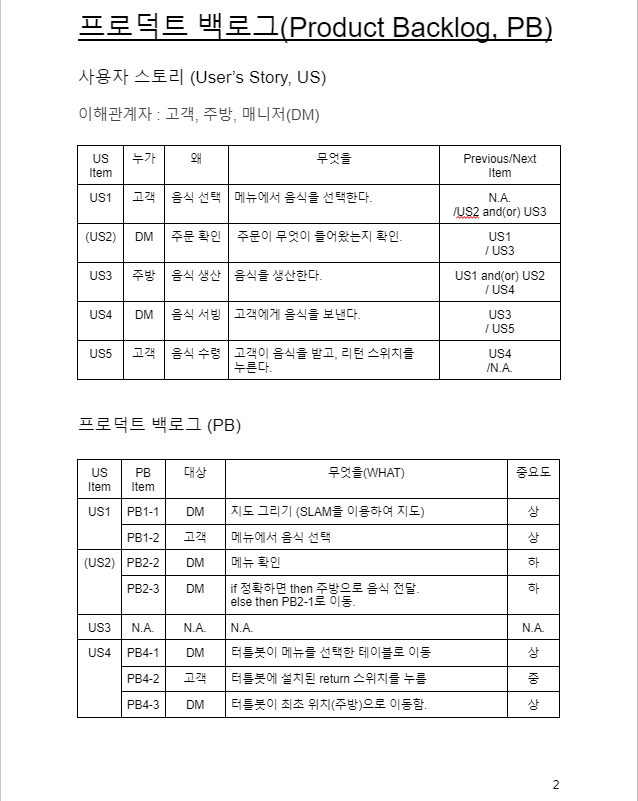 프로덕트 백로그(Product Backlog, PB)
사용자 스토리 (User's Story, US)
이해관계자 : 고객, 주방, 매니저(DM)
US Item 누가 왜 무엇을 Previous/Next Item
US1 고객 음식 선택 메뉴에서 음식을 선택한다. N.A.
/US2 and(or) US3
(US2) DM 주문 확인 주문이 무엇이 들어왔는지 확인. US1
/ US3
US3 주방 음식 생산 음식을 생산한다. US1 and(or) US2
/ US4
US4 DM 음식 서빙 고객에게 음식을 보낸다. US3
/ US5
US5 고객 음식 수령 고객이 음식을 받고, 리턴 스위치를 US4
누른다. /N.A.
프로덕트 백로그 (PB)
US Item PB Item 대상 무엇을(WHAT) 중요도
US1 PB1-1 DM 지도 그리기 (SLAM을 이용하여 지도) 상
PB1-2 고객 메뉴에서 음식 선택 상
(US2) PB2-2 DM 메뉴 확인 하
PB2-3 DM if 정확하면 then 주방으로 음식 전달. 하
else then PB2-1로 이동.
US3 N.A. N.A. N.A. N.A.
US4 PB4-1 DM 터틀봇이 메뉴를 선택한 테이블로 이동 상
PB4-2 고객 터틀봇에 설치된 return 스위치를 누름 중
PB4-3 DM 터틀봇이 최초 위치(주방)으로 이동함. 상
2